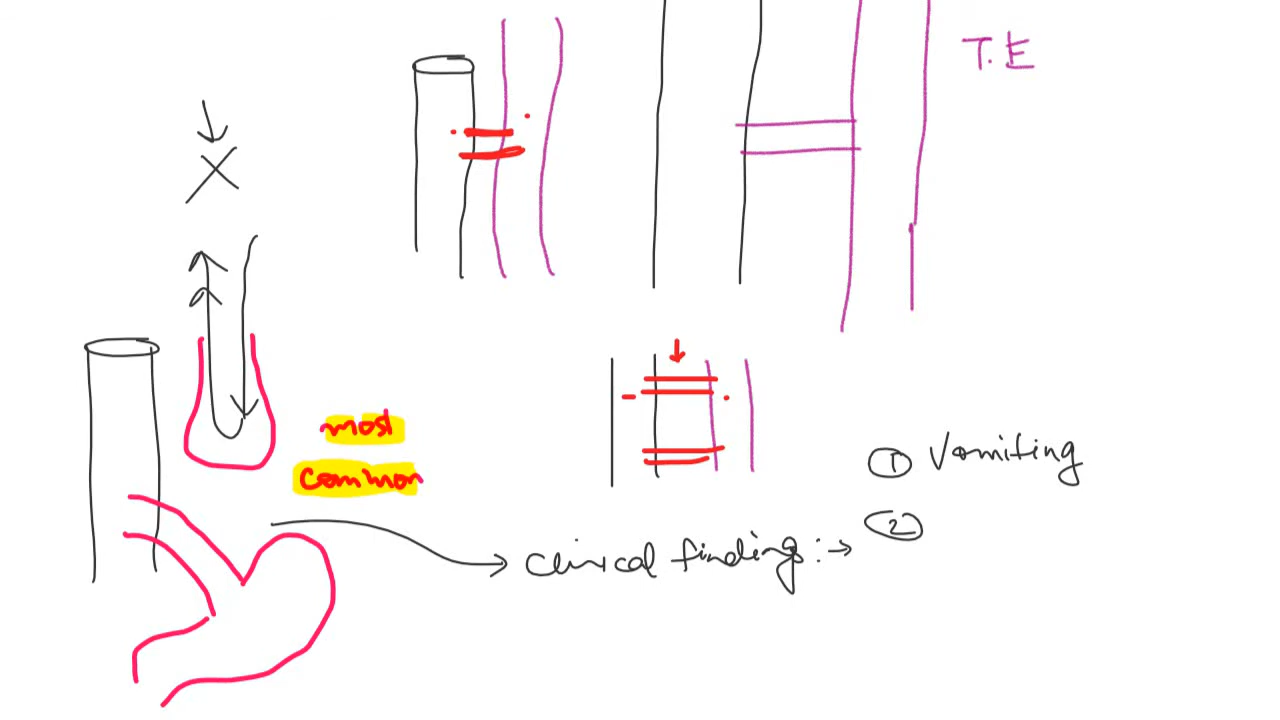 T.E
most
common
① Vomiting
②
Clinical finding :→